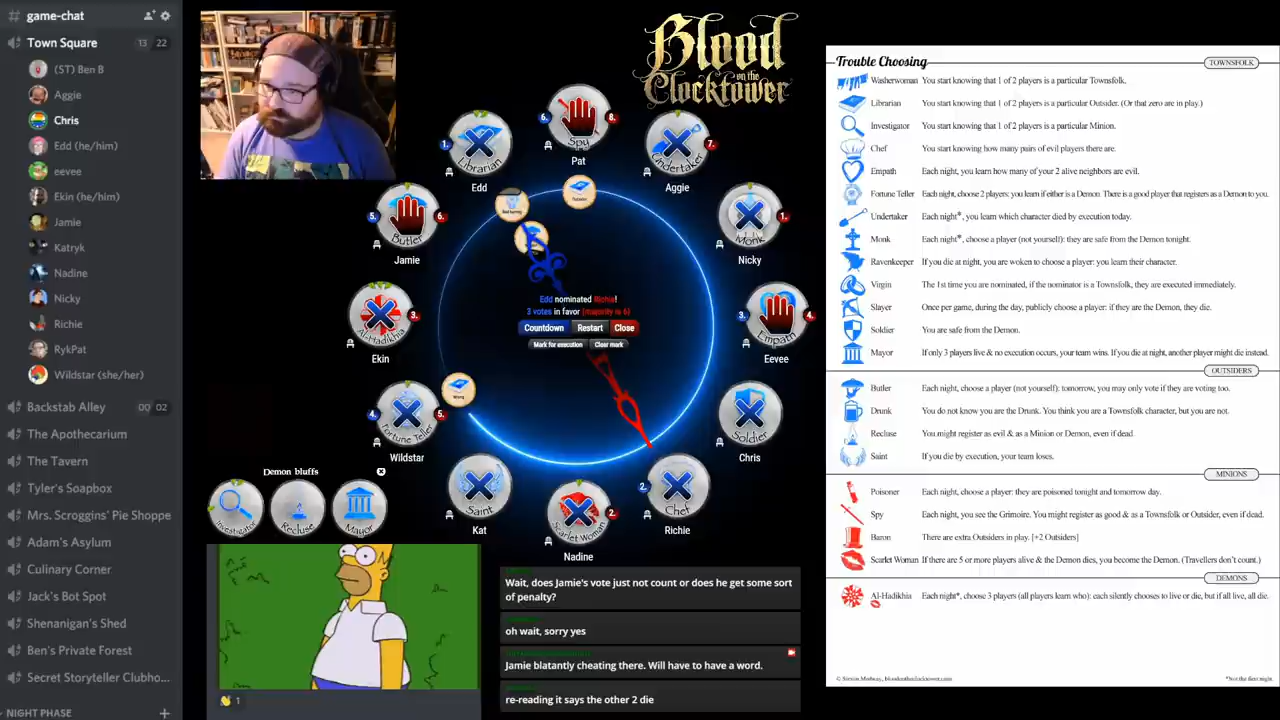 game-chat
Town Square
13 22
(ST) Ben B
Aggie
Chris
Edd (he/him)
eevee
Ekin (he/him)
Jamie
Katryk
Nadine
Nicky
Richie
NyPat
Wildstar (she/her)
Backstab Alley
00 02
The Apothecarium
The Tavern
Tyler's Soapbox
Mrs. Scroggins' Pie Shoppe
Adam's Asylum
Culinary Corner
Jack's Bot Spot
Shenanigan's Shed
Ben's Private Forest
Secret Storyteller Clubho...
NIGHT PHASE
Blood
on the
Clocktower
6.
Spy
8.
Pat
1.
Librarian
Edd
Undertaker
7.
Aggie
5.
Butler
6.
Jamie
Monk
1.
Nicky
Al-Hadikhia
3.
Ekin
3.
Empath
4.
Eevee
4.
Fortune Teller
5.
Wildstar
Soldier
Chris
Saint
Kat
Scarlet Woman
2.
Nadine
2.
Chef
Richie
Red herring
Wrong
Edd nominated Richie!
3 votes in favor (majority is 6)
Countdown
Restart
Close
Mark for execution
Clear mark
Demon bluffs
Investigator
Recluse
Mayor
1
Wait, does Jamie's vote just not count or does he get some sort
of penalty?
oh wait, sorry yes
Jamie blatantly cheating there. Will have to have a word.
re-reading it says the other 2 die
Trouble Choosing
TOWNSFOLK
Washerwoman You start knowing that 1 of 2 players is a particular Townsfolk.
Librarian You start knowing that 1 of 2 players is a particular Outsider. (Or that zero are in play.)
Investigator You start knowing that 1 of 2 players is a particular Minion.
Chef You start knowing how many pairs of evil players there are.
Empath Each night, you learn how many of your 2 alive neighbors are evil.
Fortune Teller Each night, choose 2 players: you learn if either is a Demon. There is a good player that registers as a Demon to you.
Undertaker Each night*, you learn which character died by execution today.
Monk Each night*, choose a player (not yourself): they are safe from the Demon tonight.
Ravenkeeper If you die at night, you are woken to choose a player: you learn their character.
Virgin The 1st time you are nominated, if the nominator is a Townsfolk, they are executed immediately.
Slayer Once per game, during the day, publicly choose a player: if they are the Demon, they die.
Soldier You are safe from the Demon.
Mayor If only 3 players live & no execution occurs, your team wins. If you die at night, another player might die instead.
OUTSIDERS
Butler Each night, choose a player (not yourself): tomorrow, you may only vote if they are voting too.
Drunk You do not know you are the Drunk. You think you are a Townsfolk character, but you are not.
Recluse You might register as evil & as a Minion or Demon, even if dead.
Saint If you die by execution, your team loses.
MINIONS
Poisoner Each night, choose a player: they are poisoned tonight and tomorrow day.
Spy Each night, you see the Grimoire. You might register as good & as a Townsfolk or Outsider, even if dead.
Baron There are extra Outsiders in play. [+2 Outsiders]
Scarlet Woman If there are 5 or more players alive & the Demon dies, you become the Demon. (Travellers don't count.)
DEMONS
Al-Hadikhia Each night*, choose 3 players (all players learn who): each silently chooses to live or die, but if all live, all die.
© Steven Medway, bloodontheclocktower.com
*Not the first night.